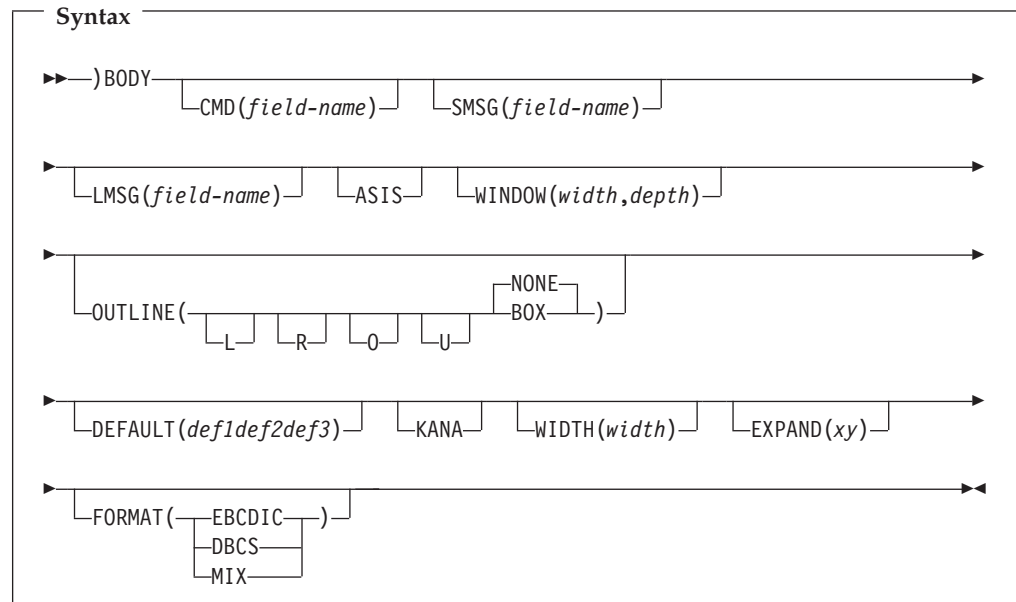 Syntax
)BODY
CMD(field-name) SMSG(field-name)
LMSG(field-name) ASIS WINDOW(width,depth)
NONE
OUTLINE( L R O U BOX )
DEFAULT(def1def2def3) KANA WIDTH(width) EXPAND(xy)
FORMAT( EBCDIC )
DBCS
MIX